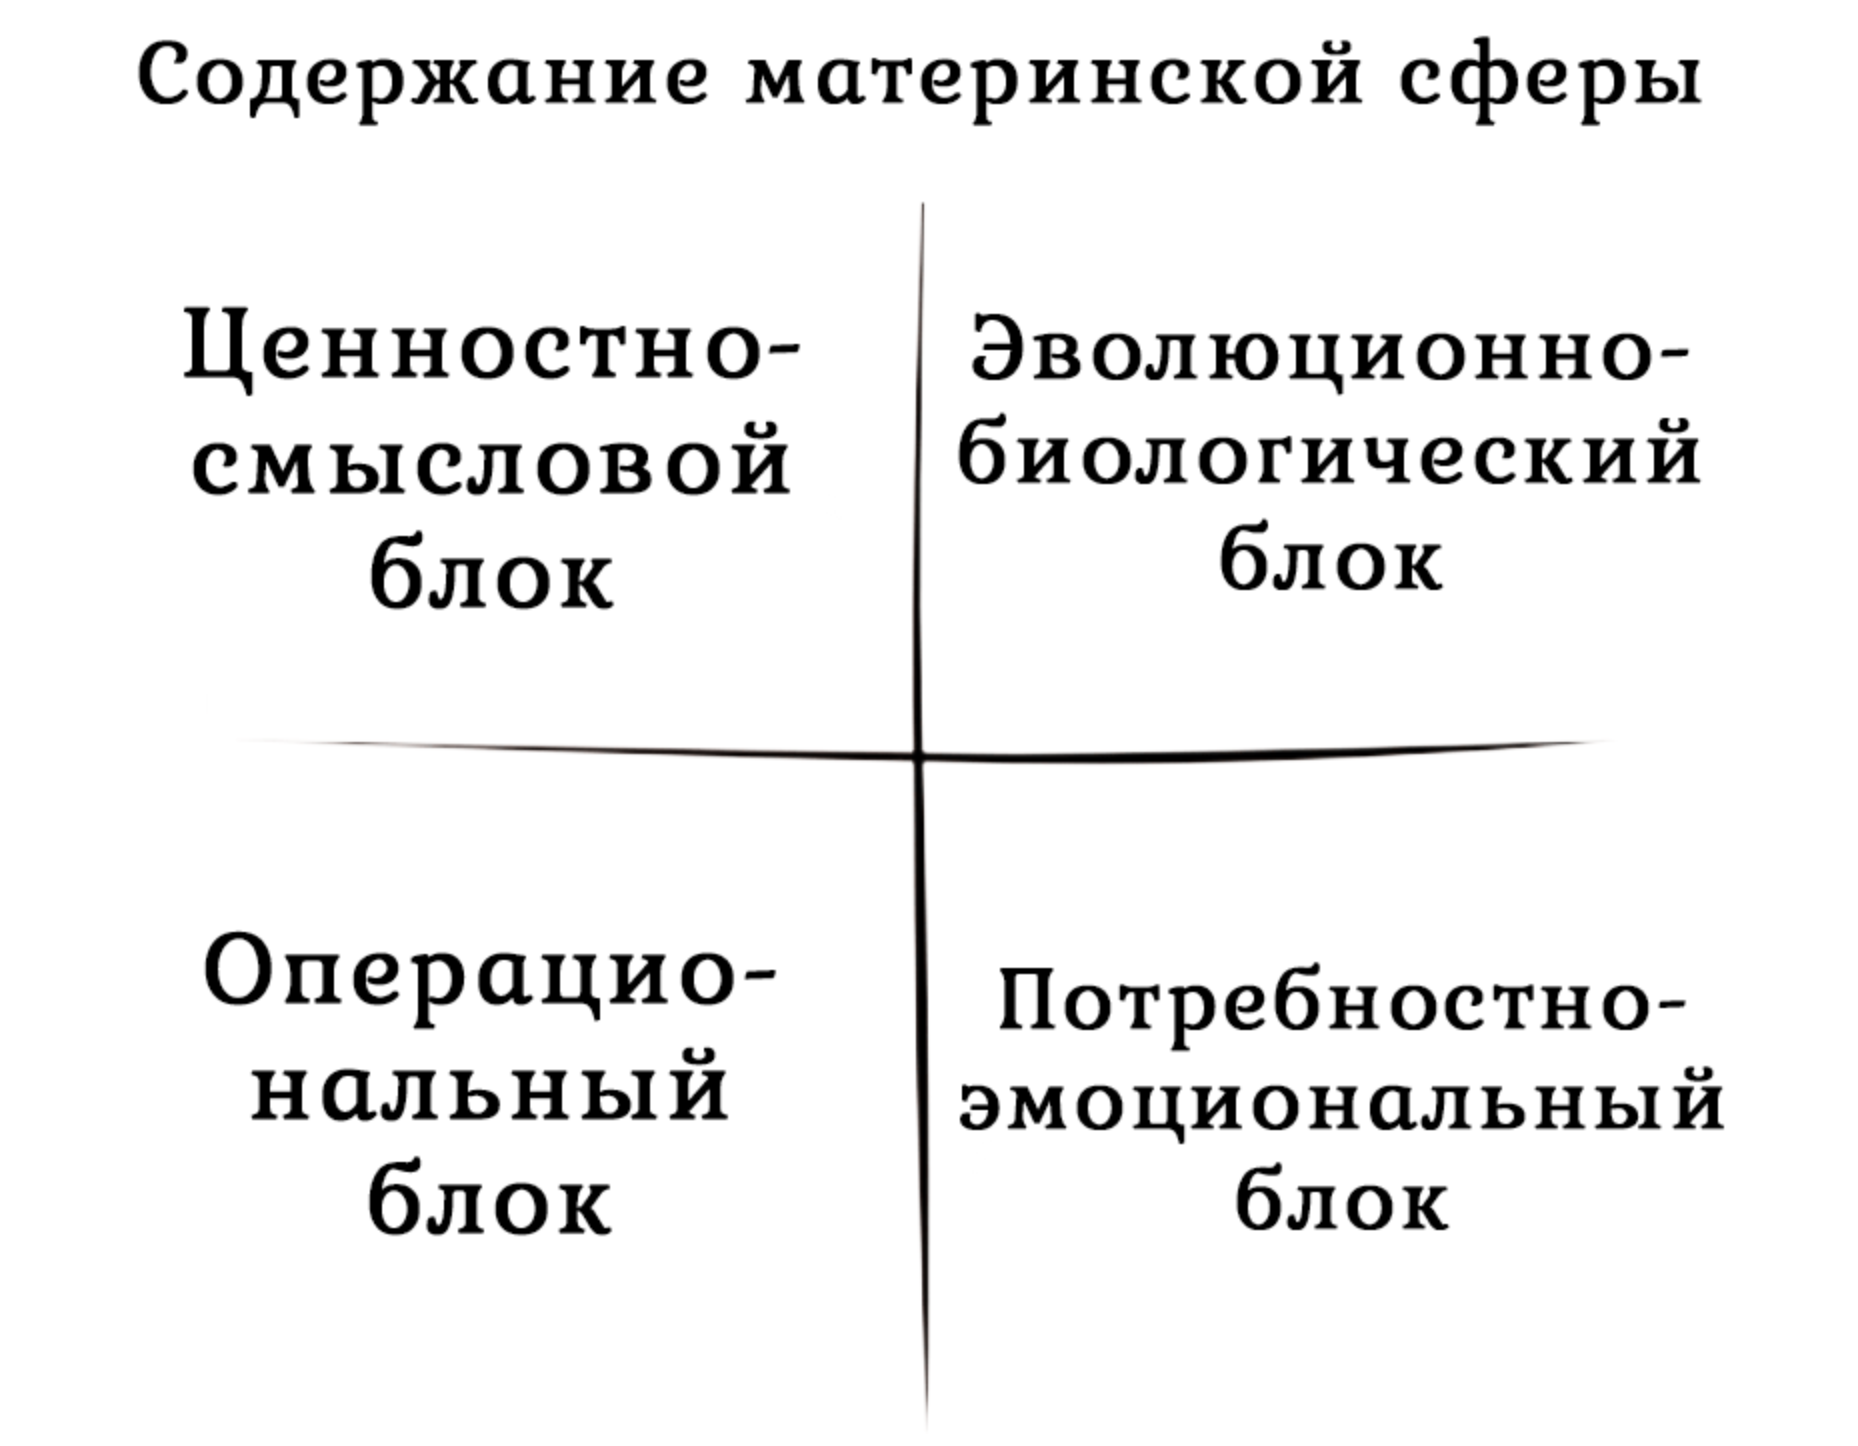 Содержание материнской сферы
Ценностно-
смысловой
блок
Эволюционно-
биологический
блок
Операцио-
нальный
блок
Потребностно-
эмоциональный
блок